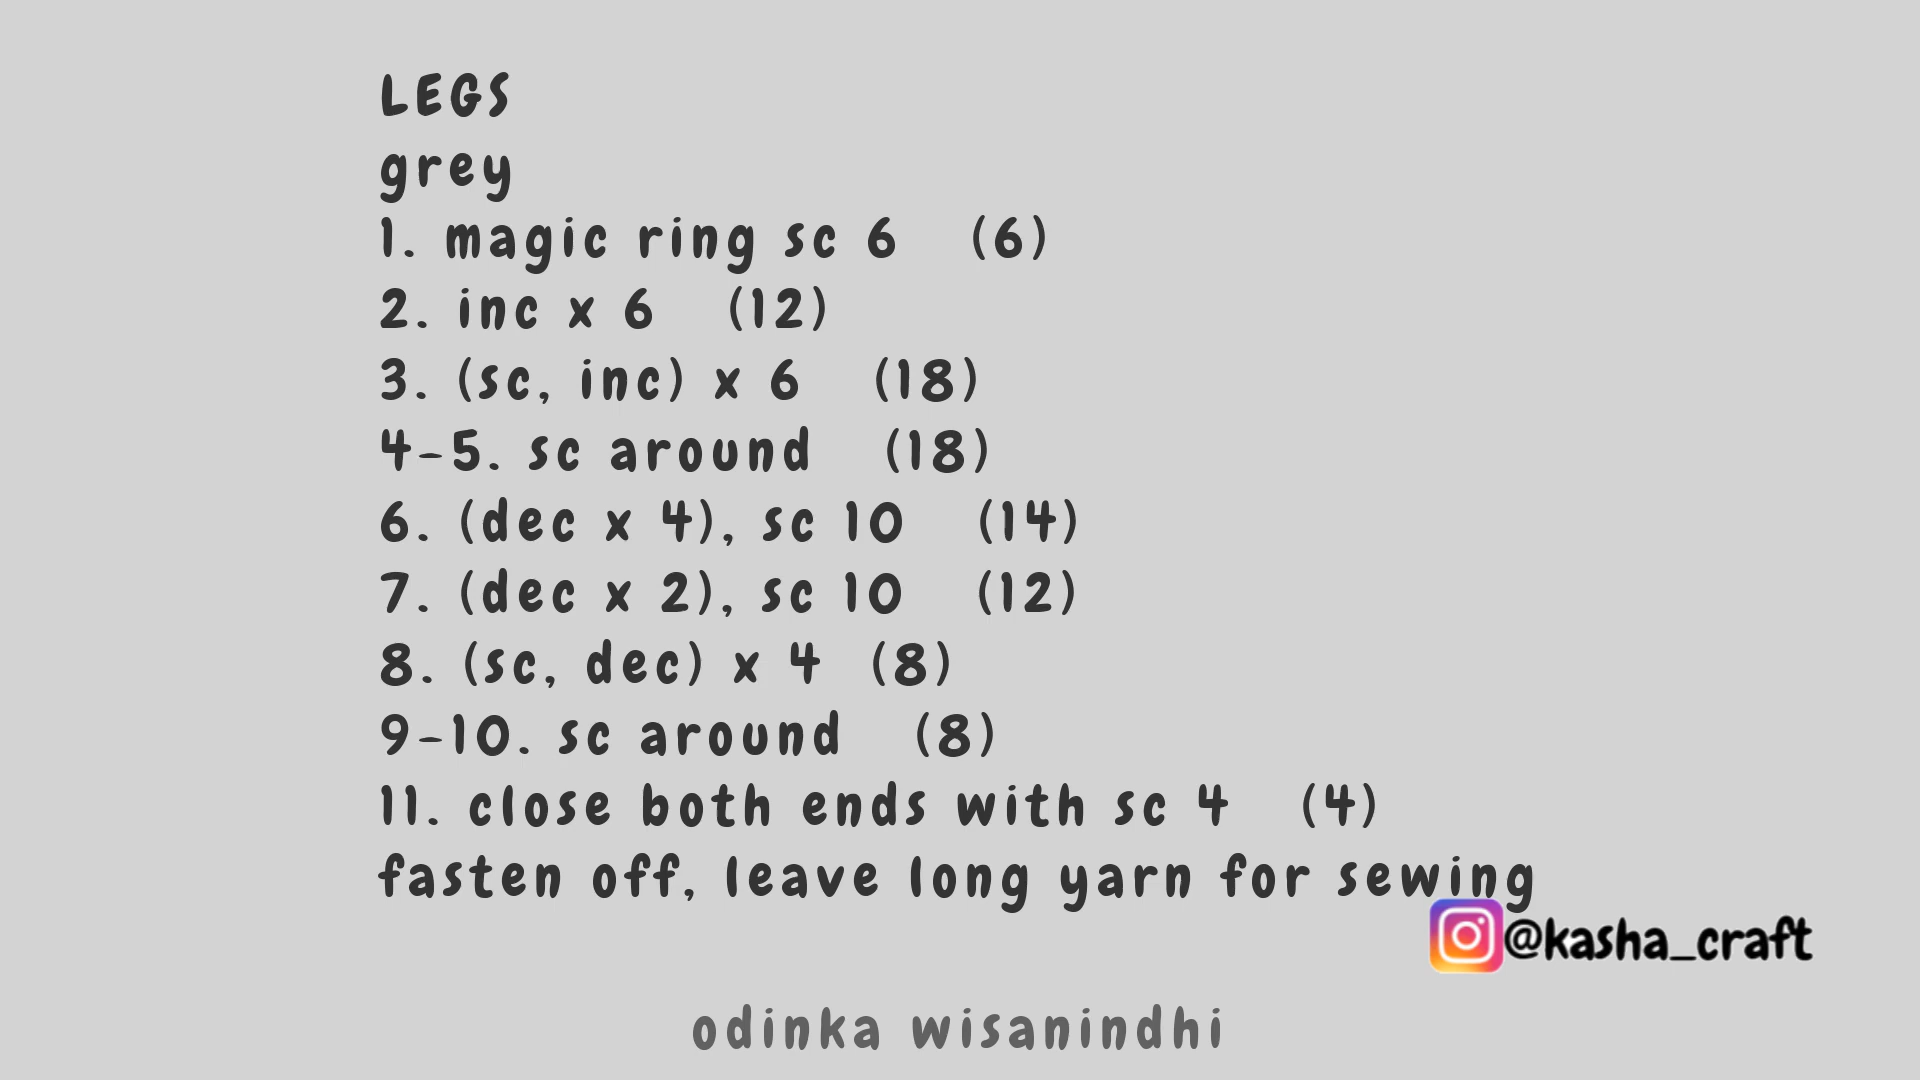 LEGS
grey
1. magic ring sc 6 (6)
2. inc x 6 (12)
3. (sc, inc) x 6 (18)
4-5. sc around (18)
6. (dec x 4), sc 10 (14)
7. (dec x 2), sc 10 (12)
8. (sc, dec) x 4 (8)
9-10. sc around (8)
11. close both ends with sc 4 (4)
fasten off, leave long yarn for sewing
@kasha_craft
odinka wisanindhi